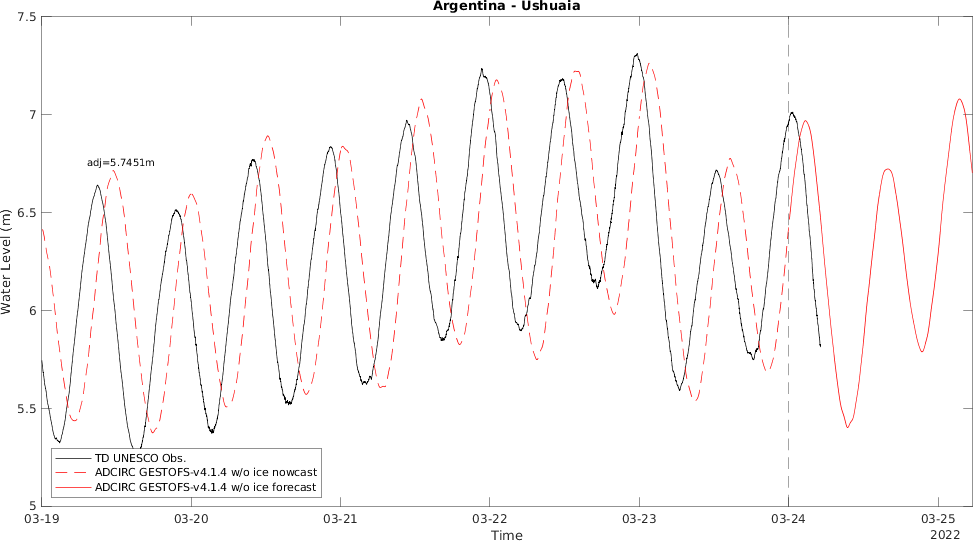 Argentina - Ushuaia
7.5
7
6.5
6
5.5
5
Water Level (m)
adj=5.7451m
TD UNESCO Obs.
ADCIRC GESTOFS-v4.1.4 w/o ice nowcast
ADCIRC GESTOFS-v4.1.4 w/o ice forecast
03-19
03-20
03-21
03-22
03-23
03-24
03-25
Time
2022